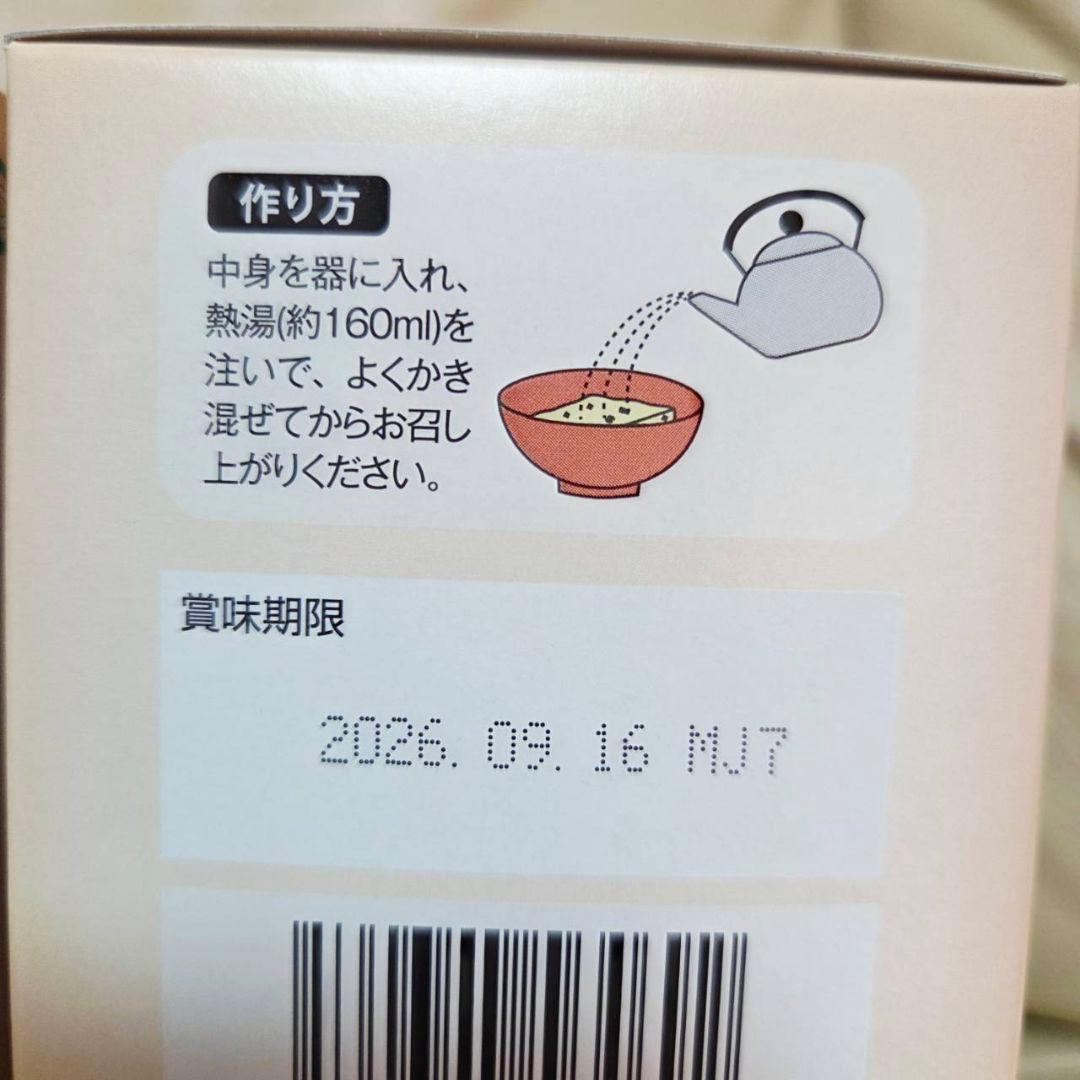 作り方
中身を器に入れ、
熱湯(約160ml)を
注いで、よくかき
混ぜてからお召し
上がりください。
賞味期限
2026.09.16 MJ7